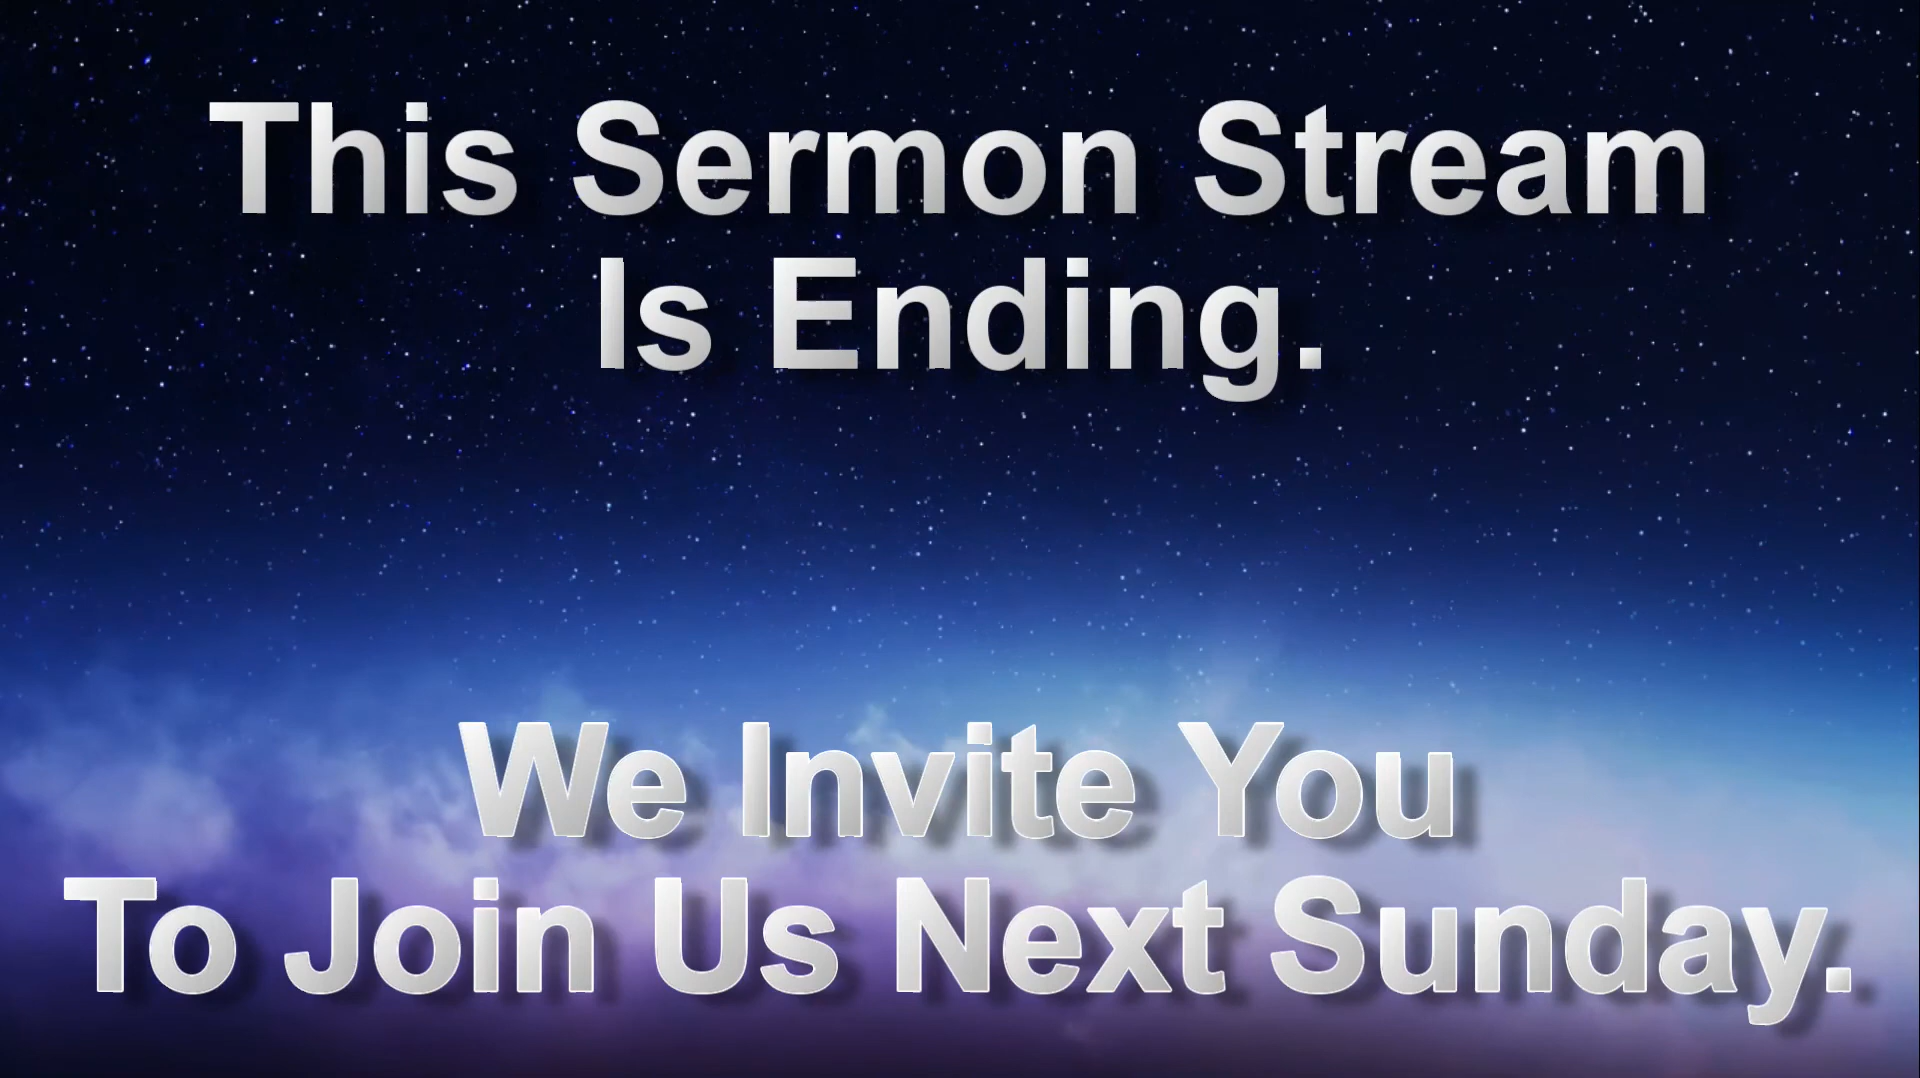 This Sermon Stream
Is Ending.
We Invite You
To Join Us Next Sunday.